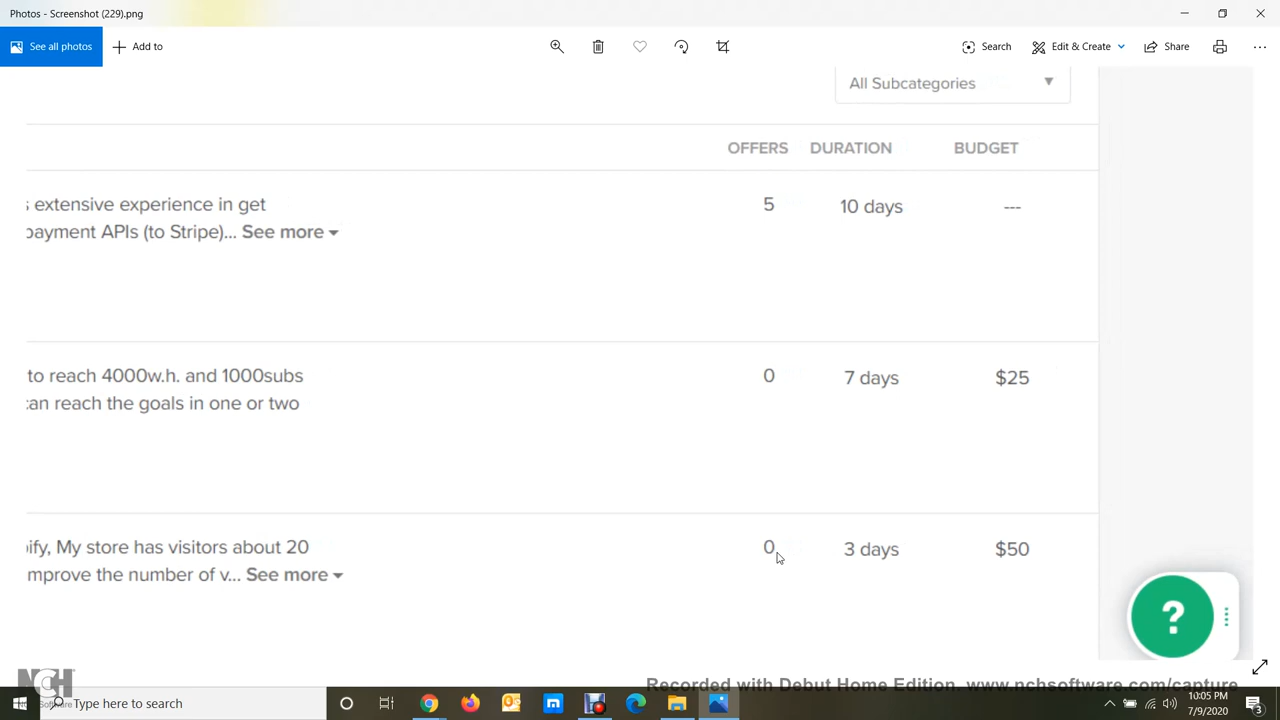 Photos - Screenshot (229).png
See all photos
Add to
Search
Edit & Create
Share
All Subcategories
OFFERS DURATION BUDGET
s extensive experience in get 5 10 days ---
payment APIs (to Stripe)... See more
to reach 4000w.h. and 1000subs 0 7 days $25
can reach the goals in one or two
ify, My store has visitors about 20 0 3 days $50
mprove the number of v... See more
?
NCH
Software
Recorded with Debut Home Edition. www.nchsoftware.com/capture
Type here to search
10:05 PM
7/9/2020
3